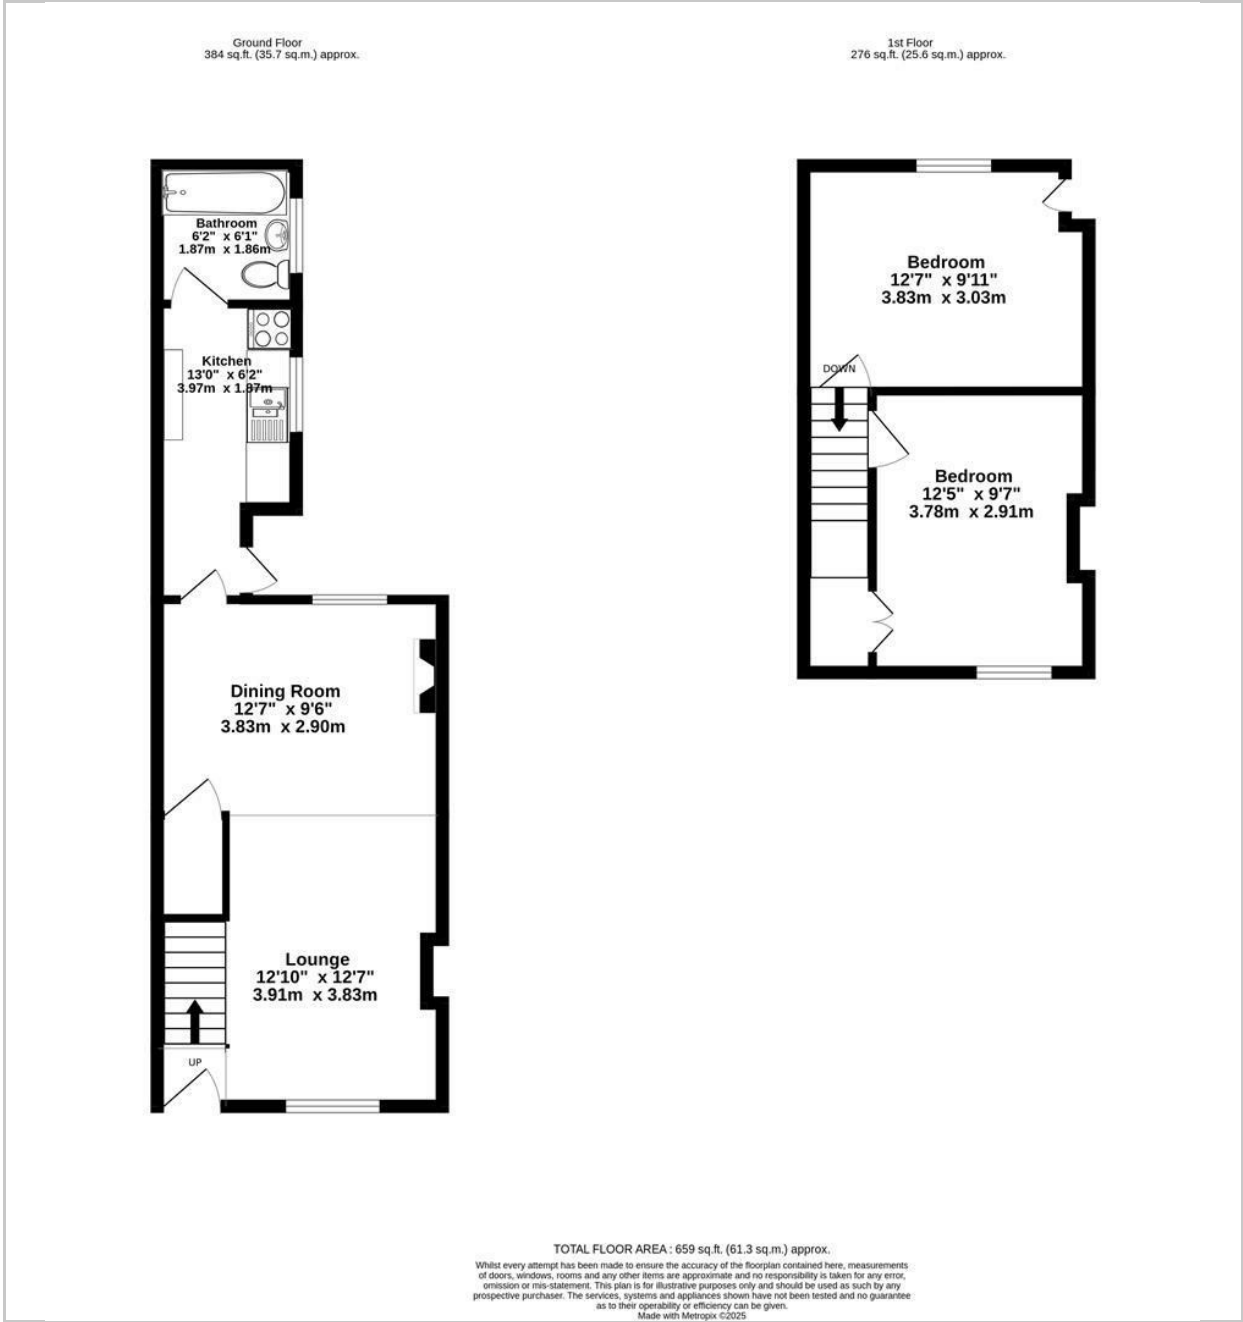 Ground Floor
384 sq.ft. (35.7 sq.m.) approx.
1st Floor
276 sq.ft. (25.6 sq.m.) approx.
Bathroom
6'2" x 6'1"
1.87m x 1.86m
Kitchen
13'0" x 6'2"
3.97m x 1.87m
Dining Room
12'7" x 9'6"
3.83m x 2.90m
Lounge
12'10" x 12'7"
3.91m x 3.83m
UP
Bedroom
12'7" x 9'11"
3.83m x 3.03m
DOWN
Bedroom
12'5" x 9'7"
3.78m x 2.91m
TOTAL FLOOR AREA : 659 sq.ft. (61.3 sq.m.) approx.
Whilst every attempt has been made to ensure the accuracy of the floorplan contained here, measurements
of doors, windows, rooms and any other items are approximate and no responsibility is taken for any error,
omission or mis-statement. This plan is for illustrative purposes only and should be used as such by any
prospective purchaser. The services, systems and appliances shown have not been tested and no guarantee
as to their operability or efficiency can be given.
Made with Metropix ©2025